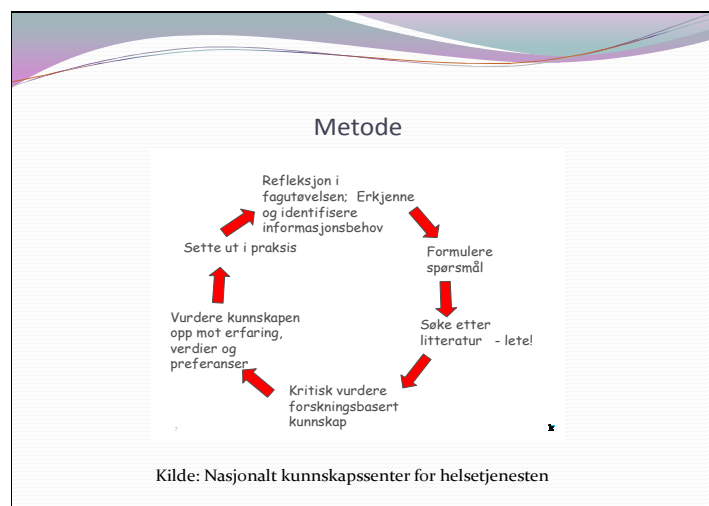 Metode
Refleksjon i
fagutøvelsen; Erkjenne
og identifisere
informasjonsbehov
Formulere
spørsmål
Søke etter
litteratur - lete!
Kritisk vurdere
forskningsbasert
kunnskap
Vurdere kunnskapen
opp mot erfaring,
verdier og
preferanser
Sette ut i praksis
7
Kilde: Nasjonalt kunnskapssenter for helsetjenesten